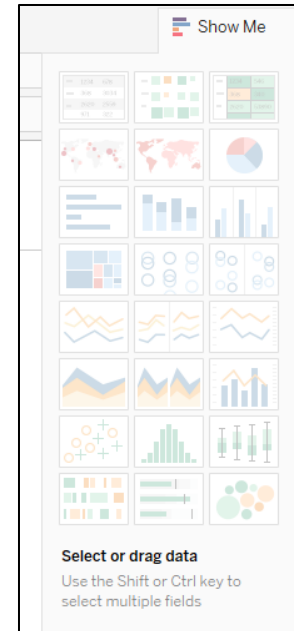 Show Me
Select or drag data
Use the Shift or Ctrl key to
select multiple fields